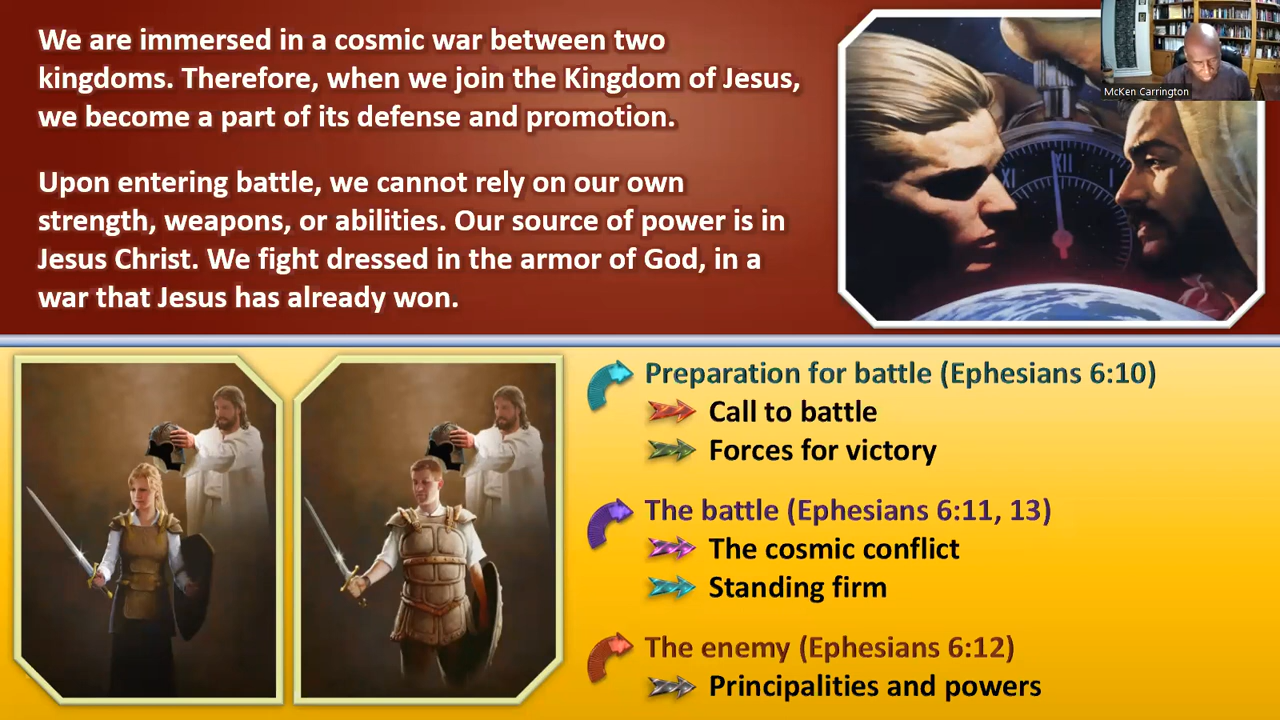 We are immersed in a cosmic war between two
kingdoms. Therefore, when we join the Kingdom of Jesus,
we become a part of its defense and promotion.
Upon entering battle, we cannot rely on our own
strength, weapons, or abilities. Our source of power is in
Jesus Christ. We fight dressed in the armor of God, in a
war that Jesus has already won.
McKen Carrington
XI XII
Preparation for battle (Ephesians 6:10)
Call to battle
Forces for victory
The battle (Ephesians 6:11, 13)
The cosmic conflict
Standing firm
The enemy (Ephesians 6:12)
Principalities and powers